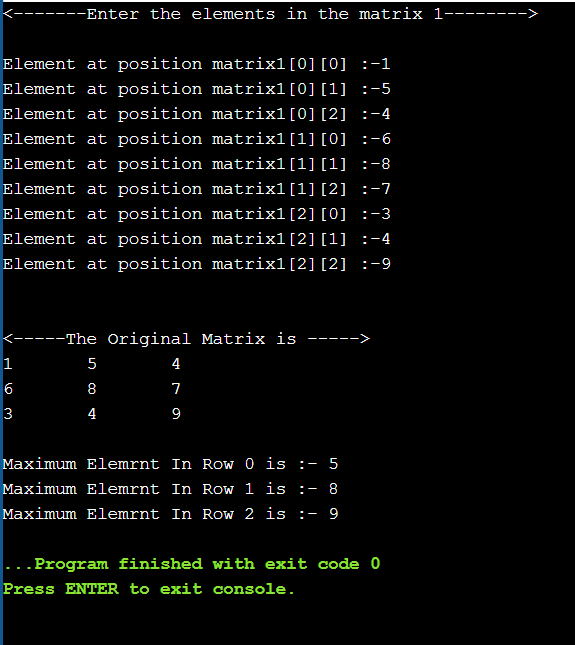 <-------Enter the elements in the matrix 1-------->
Element at position matrix1[0][0] :-1
Element at position matrix1[0][1] :-5
Element at position matrix1[0][2] :-4
Element at position matrix1[1][0] :-6
Element at position matrix1[1][1] :-8
Element at position matrix1[1][2] :-7
Element at position matrix1[2][0] :-3
Element at position matrix1[2][1] :-4
Element at position matrix1[2][2] :-9
<-----The Original Matrix is ----->
1 5 4
6 8 7
3 4 9
Maximum Elemrnt In Row 0 is :- 5
Maximum Elemrnt In Row 1 is :- 8
Maximum Elemrnt In Row 2 is :- 9
...Program finished with exit code 0
Press ENTER to exit console.